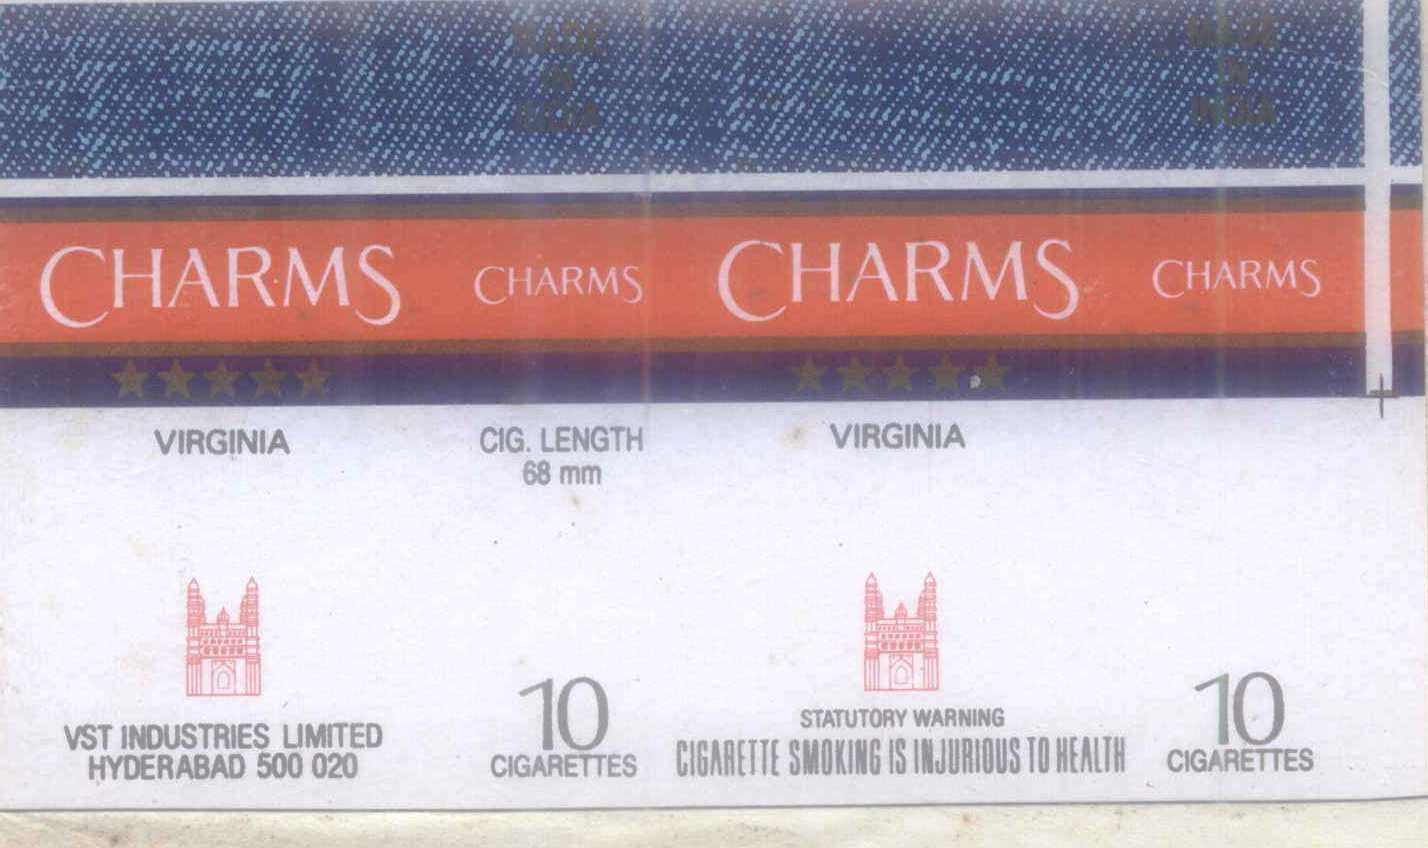 MADE
IN
INDIA
MADE
IN
INDIA
CHARMS
CHARMS
CHARMS
CHARMS
VIRGINIA
CIG. LENGTH
68 mm
VIRGINIA
VST INDUSTRIES LIMITED
HYDERABAD 500 020
10
CIGARETTES
STATUTORY WARNING
CIGARETTE SMOKING IS INJURIOUS TO HEALTH
10
CIGARETTES